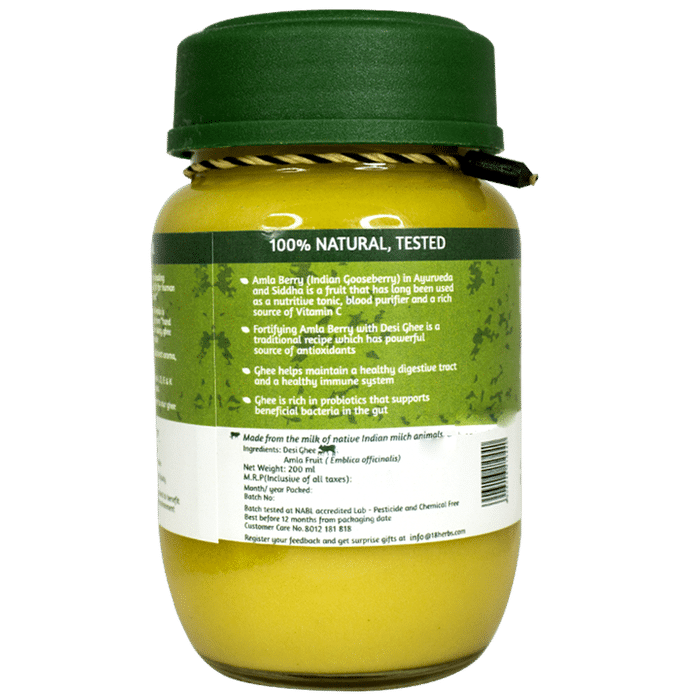 100% NATURAL, TESTED
Amla Berry (Indian Gooseberry) in Ayurveda
and Siddha is a fruit that has long been used
as a nutritive tonic, blood purifier and a rich
source of Vitamin C
Fortifying Amla Berry with Desi Ghee is a
traditional recipe which has powerful
source of antioxidants
Ghee helps maintain a healthy digestive tract
and a healthy immune system
Ghee is rich in probiotics that supports
beneficial bacteria in the gut
Made from the milk of native Indian milch animals.
Ingredients: Desi Ghee
Amla Fruit ( Emblica officinalis)
Net Weight: 200 ml
M.R.P(Inclusive of all taxes):
Month/ year Packed:
Batch No:
Batch tested at NABL accredited Lab - Pesticide and Chemical Free
Best before 12 months from packaging date
Customer Care No. 8012 181 818
Register your feedback and get surprise gifts at info@18herbs.com